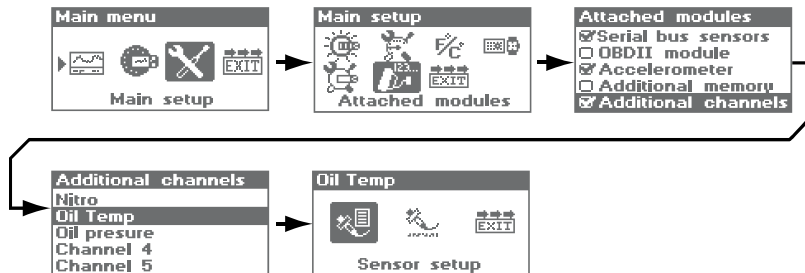 Main menu
EXIT
Main setup
Main setup
F/C
123...
EXIT
Attached modules
Attached modules
Serial bus sensors
OBDII module
Accelerometer
Additional memory
Additional channels
Additional channels
Nitro
Oil Temp
Oil presure
Channel 4
Channel 5
Oil Temp
EXIT
Sensor setup